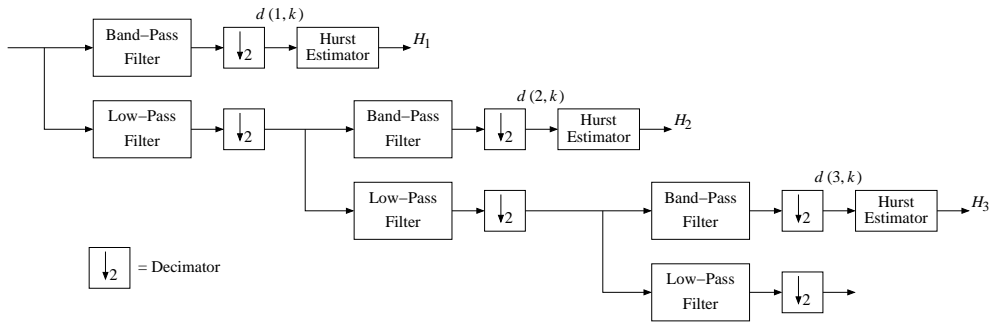 d (1, k)
Band–Pass
Filter
2
Hurst
Estimator
H1
Low–Pass
Filter
2
d (2, k)
Band–Pass
Filter
2
Hurst
Estimator
H2
Low–Pass
Filter
2
d (3, k)
Band–Pass
Filter
2
Hurst
Estimator
H3
2 = Decimator
Low–Pass
Filter
2